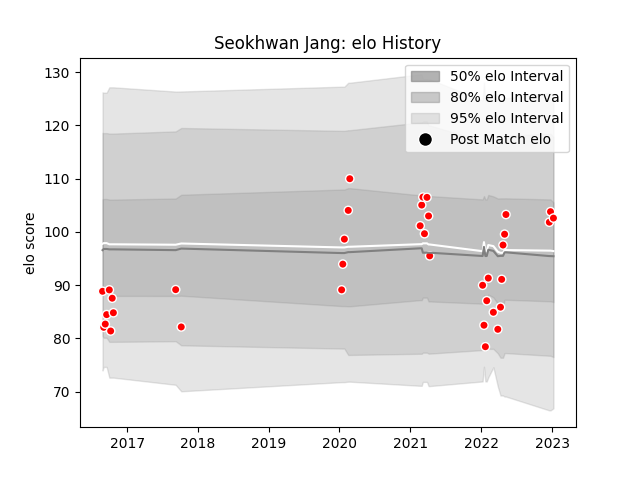 Seokhwan Jang: elo History
50% elo Interval
80% elo Interval
95% elo Interval
Post Match elo
elo score
130
120
110
100
90
80
70
2017
2018
2019
2020
2021
2022
2023